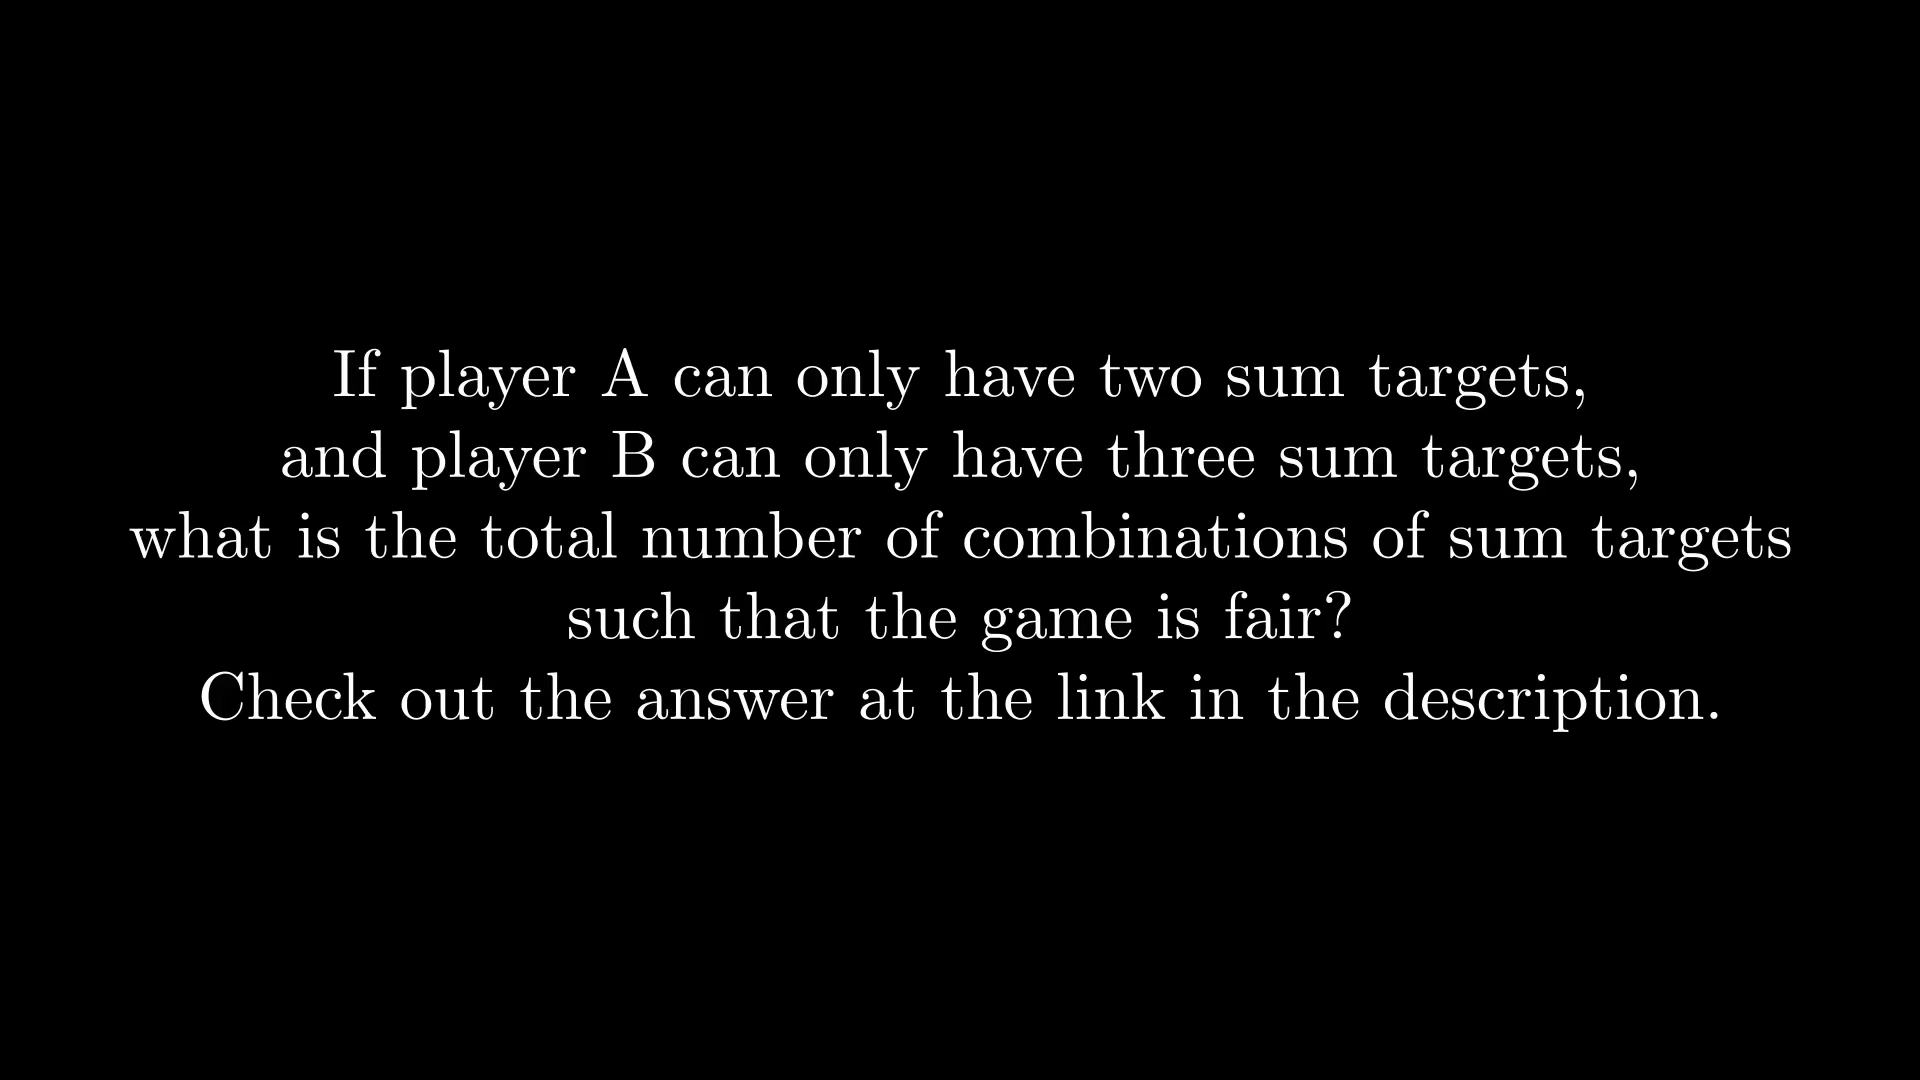 If player A can only have two sum targets,
and player B can only have three sum targets,
what is the total number of combinations of sum targets
such that the game is fair?
Check out the answer at the link in the description.